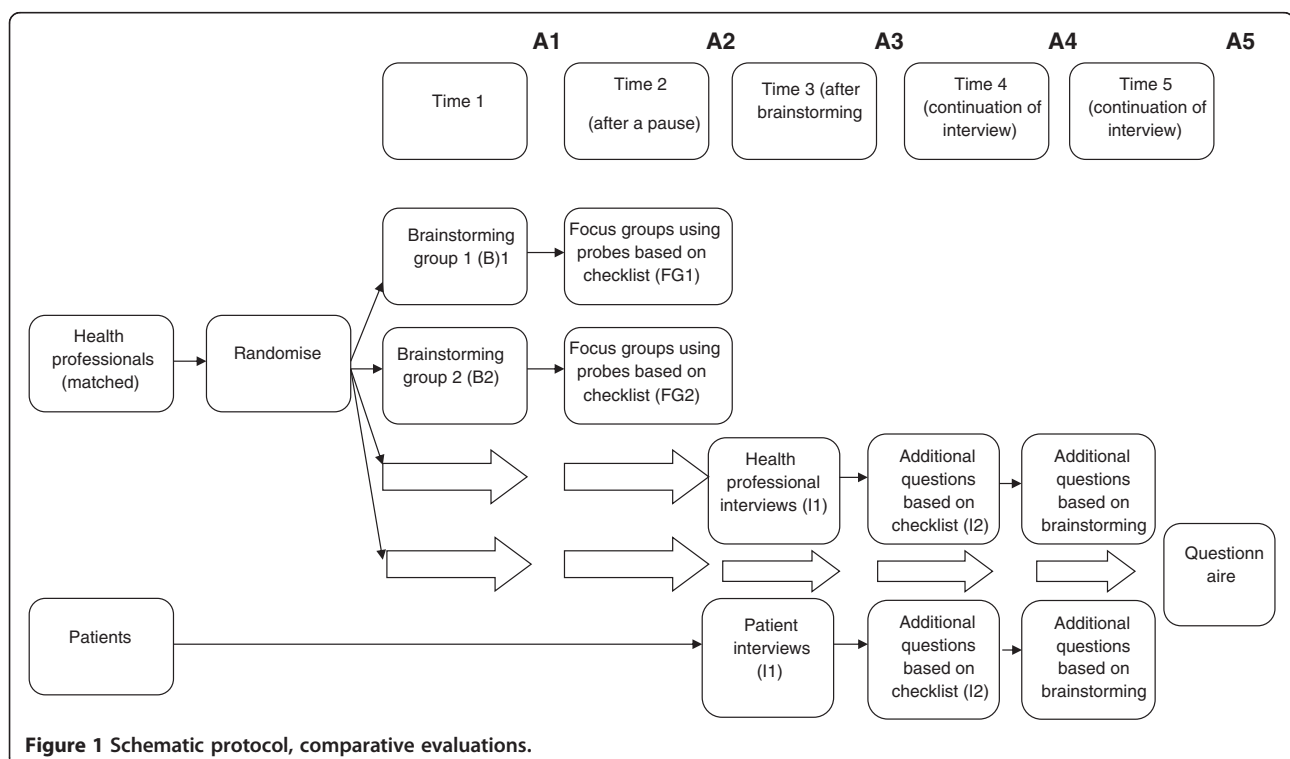 A1 A2 A3 A4 A5
Time 1
Time 2
(after a pause)
Time 3 (after
brainstorming
Time 4
(continuation of
interview)
Time 5
(continuation of
interview)
Brainstorming
group 1 (B)1
Focus groups using
probes based on
checklist (FG1)
Health
professionals
(matched)
Randomise
Brainstorming
group 2 (B2)
Focus groups using
probes based on
checklist (FG2)
Health
professional
interviews (I1)
Additional
questions
based on
checklist (I2)
Additional
questions
based on
brainstorming
Questionn
aire
Patients
Patient
interviews
(I1)
Additional
questions
based on
checklist (I2)
Additional
questions
based on
brainstorming
Figure 1 Schematic protocol, comparative evaluations.